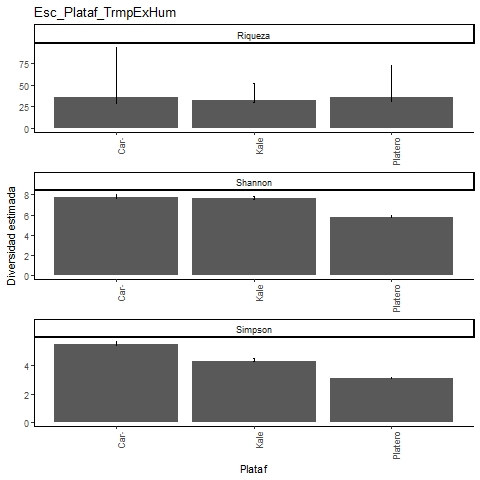 Esc_Plataf_TrmpExHum
Riqueza
75
50
25
0
Car-
Kale
Platero
Shannon
8
6
4
2
0
Car-
Kale
Platero
Simpson
4
2
0
Car-
Kale
Platero
Diversidad estimada
Plataf